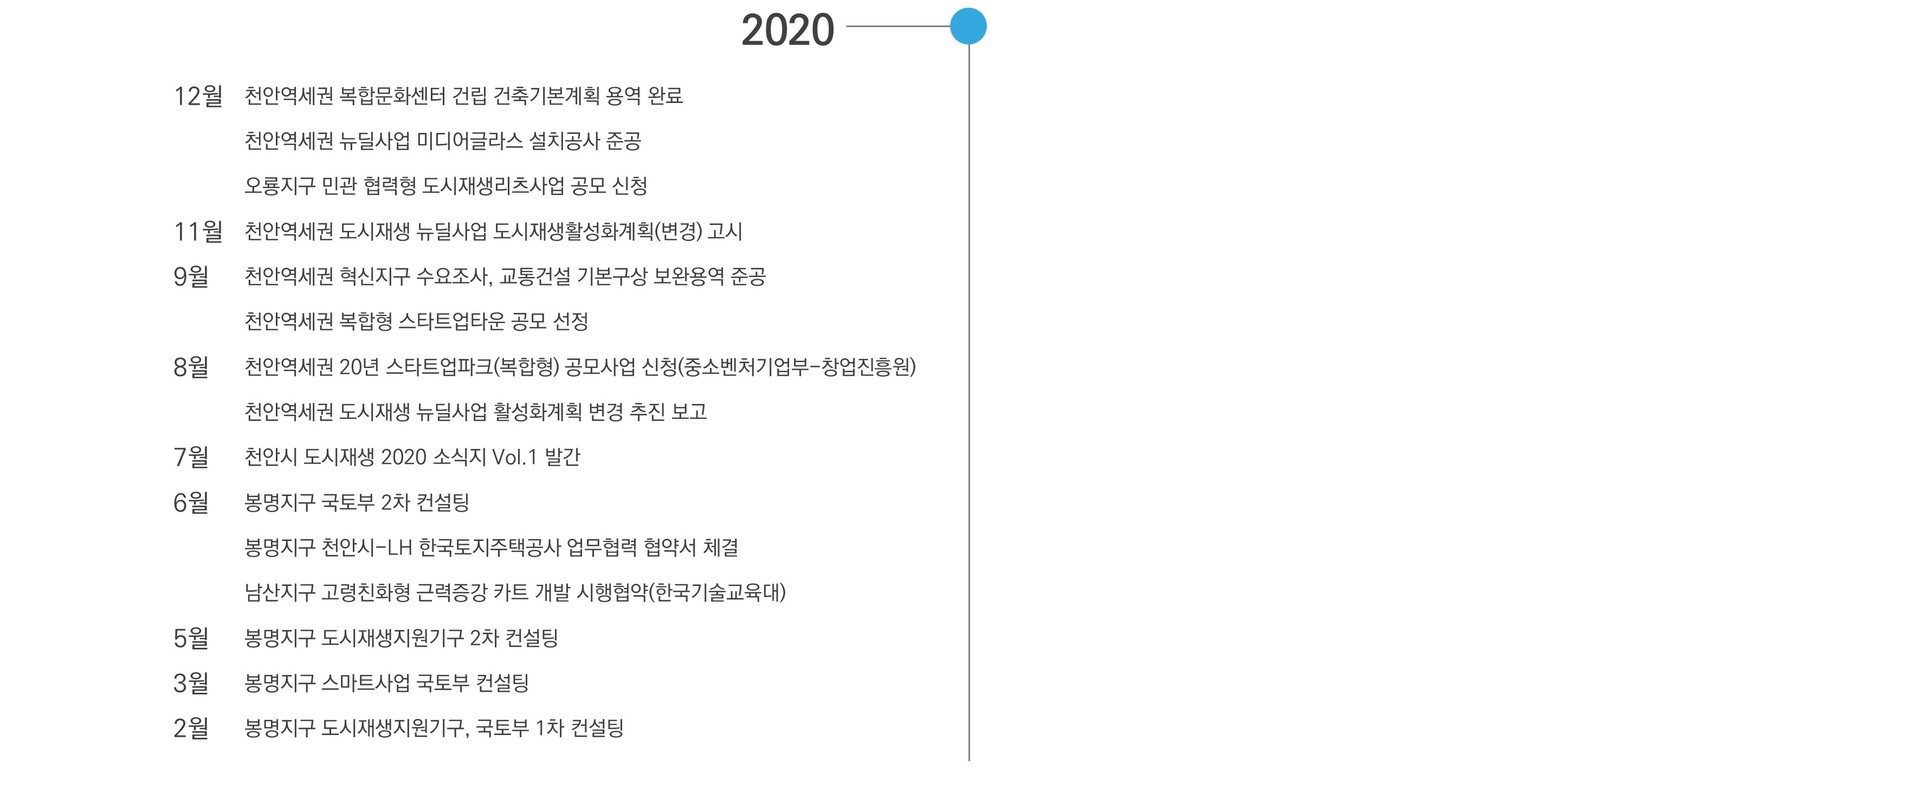 2020
12월 천안역세권 복합문화센터 건립 건축기본계획 용역 완료
천안역세권 뉴딜사업 미디어글라스 설치공사 준공
오룡지구 민관 협력형 도시재생리츠사업 공모 신청
11월 천안역세권 도시재생 뉴딜사업 도시재생활성화계획(변경) 고시
9월 천안역세권 혁신지구 수요조사, 교통건설 기본구상 보완용역 준공
천안역세권 복합형 스타트업타운 공모 선정
8월 천안역세권 20년 스타트업파크(복합형) 공모사업 신청(중소벤처기업부-창업진흥원)
천안역세권 도시재생 뉴딜사업 활성화계획 변경 추진 보고
7월 천안시 도시재생 2020 소식지 Vol.1 발간
6월 봉명지구 국토부 2차 컨설팅
봉명지구 천안시-LH 한국토지주택공사 업무협력 협약서 체결
남산지구 고령친화형 근력증강 카트 개발 시행협약(한국기술교육대)
5월 봉명지구 도시재생지원기구 2차 컨설팅
3월 봉명지구 스마트사업 국토부 컨설팅
2월 봉명지구 도시재생지원기구, 국토부 1차 컨설팅